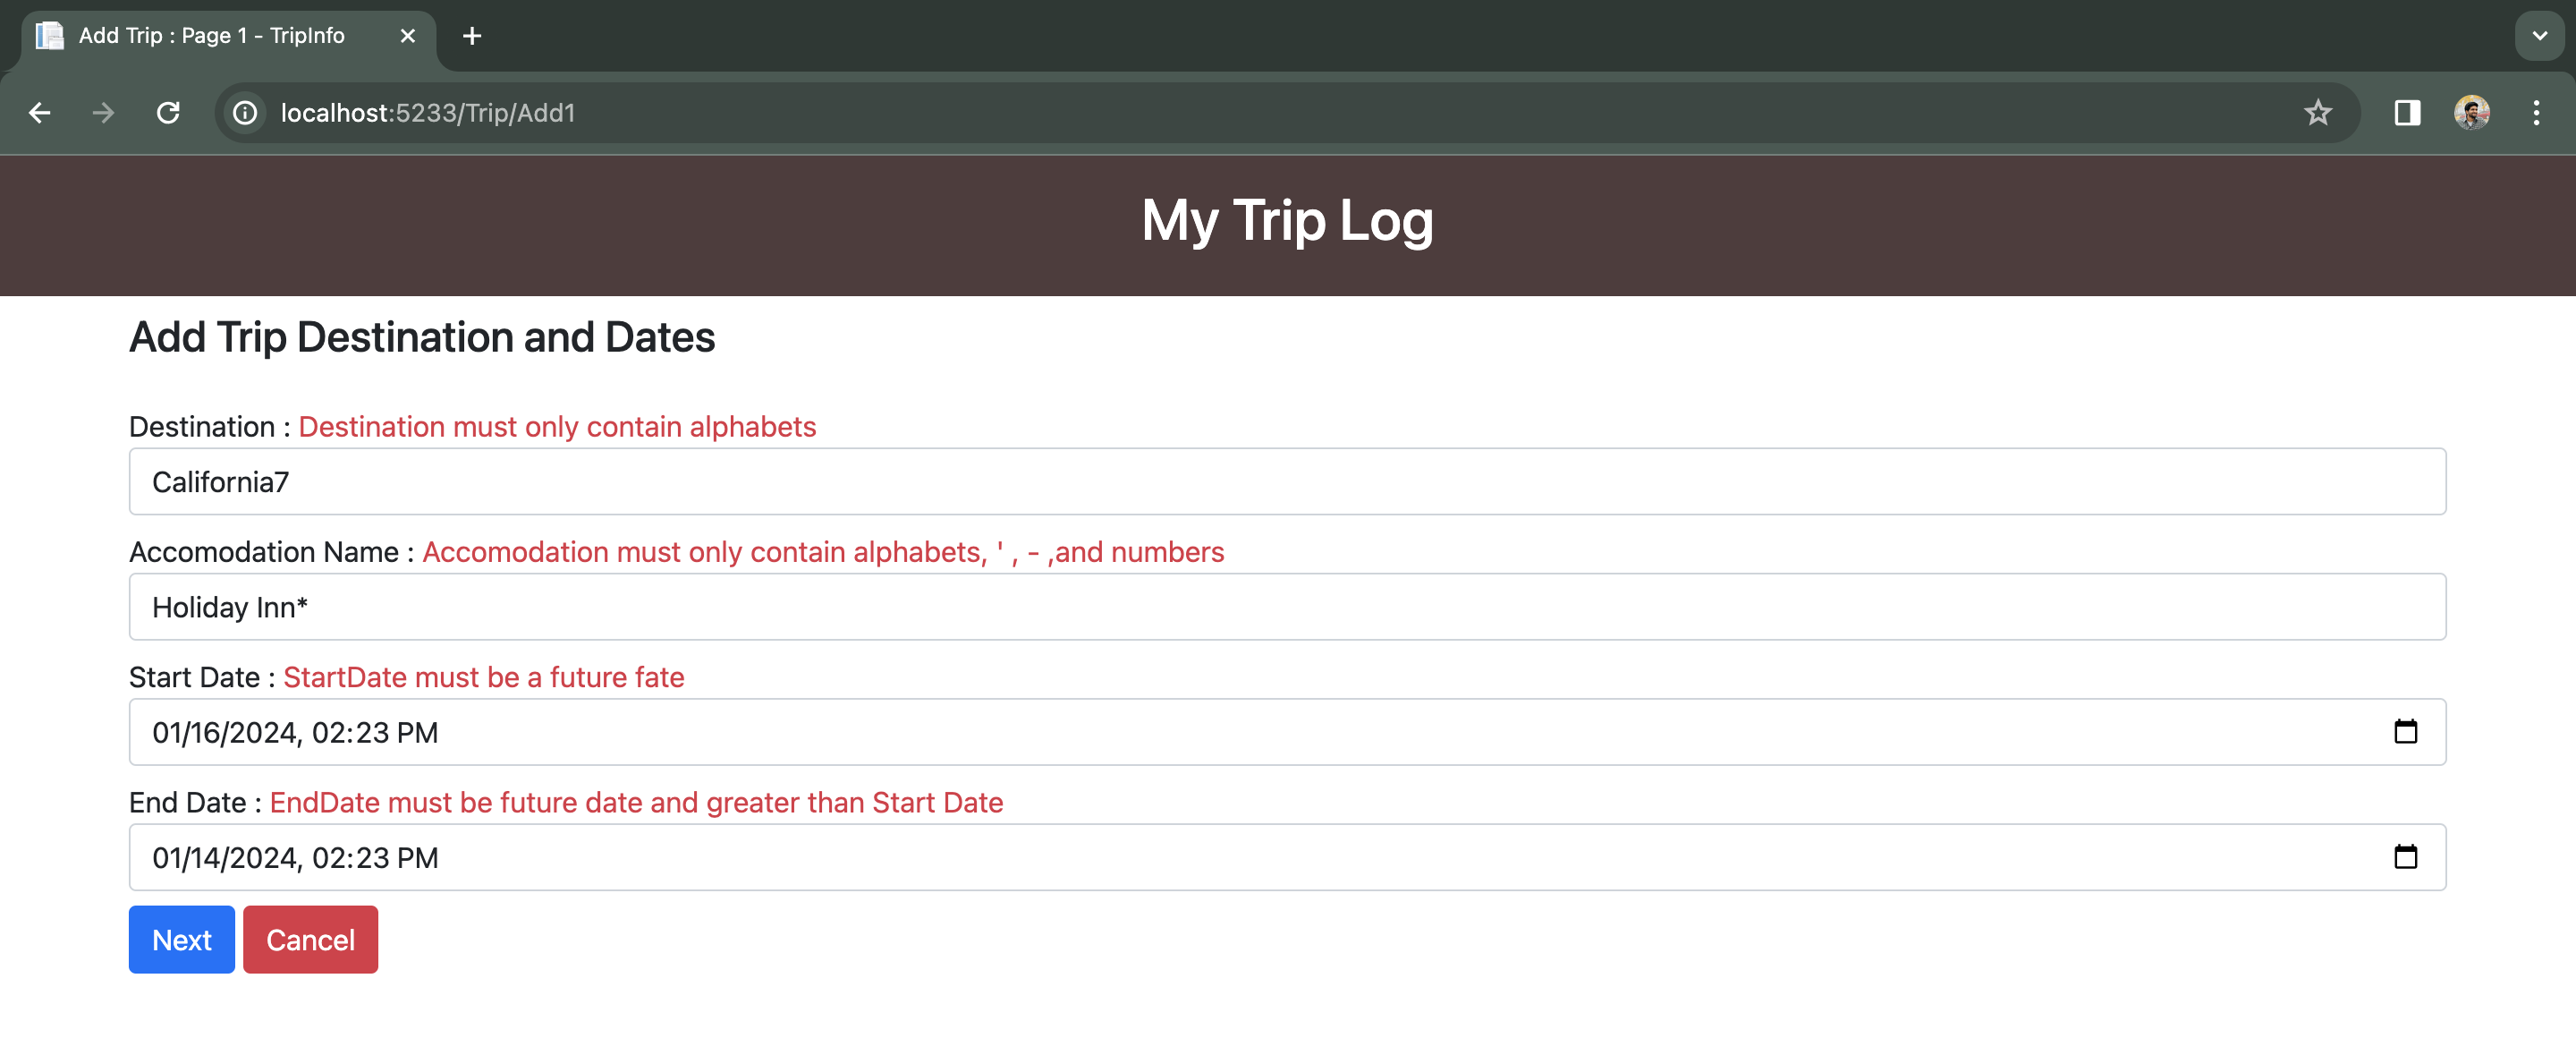 Add Trip : Page 1 - TripInfo
localhost:5233/Trip/Add1
My Trip Log
Add Trip Destination and Dates
Destination : Destination must only contain alphabets
California7
Accomodation Name : Accomodation must only contain alphabets, ' , - ,and numbers
Holiday Inn*
Start Date : StartDate must be a future fate
01/16/2024, 02:23 PM
End Date : EndDate must be future date and greater than Start Date
01/14/2024, 02:23 PM
Next Cancel